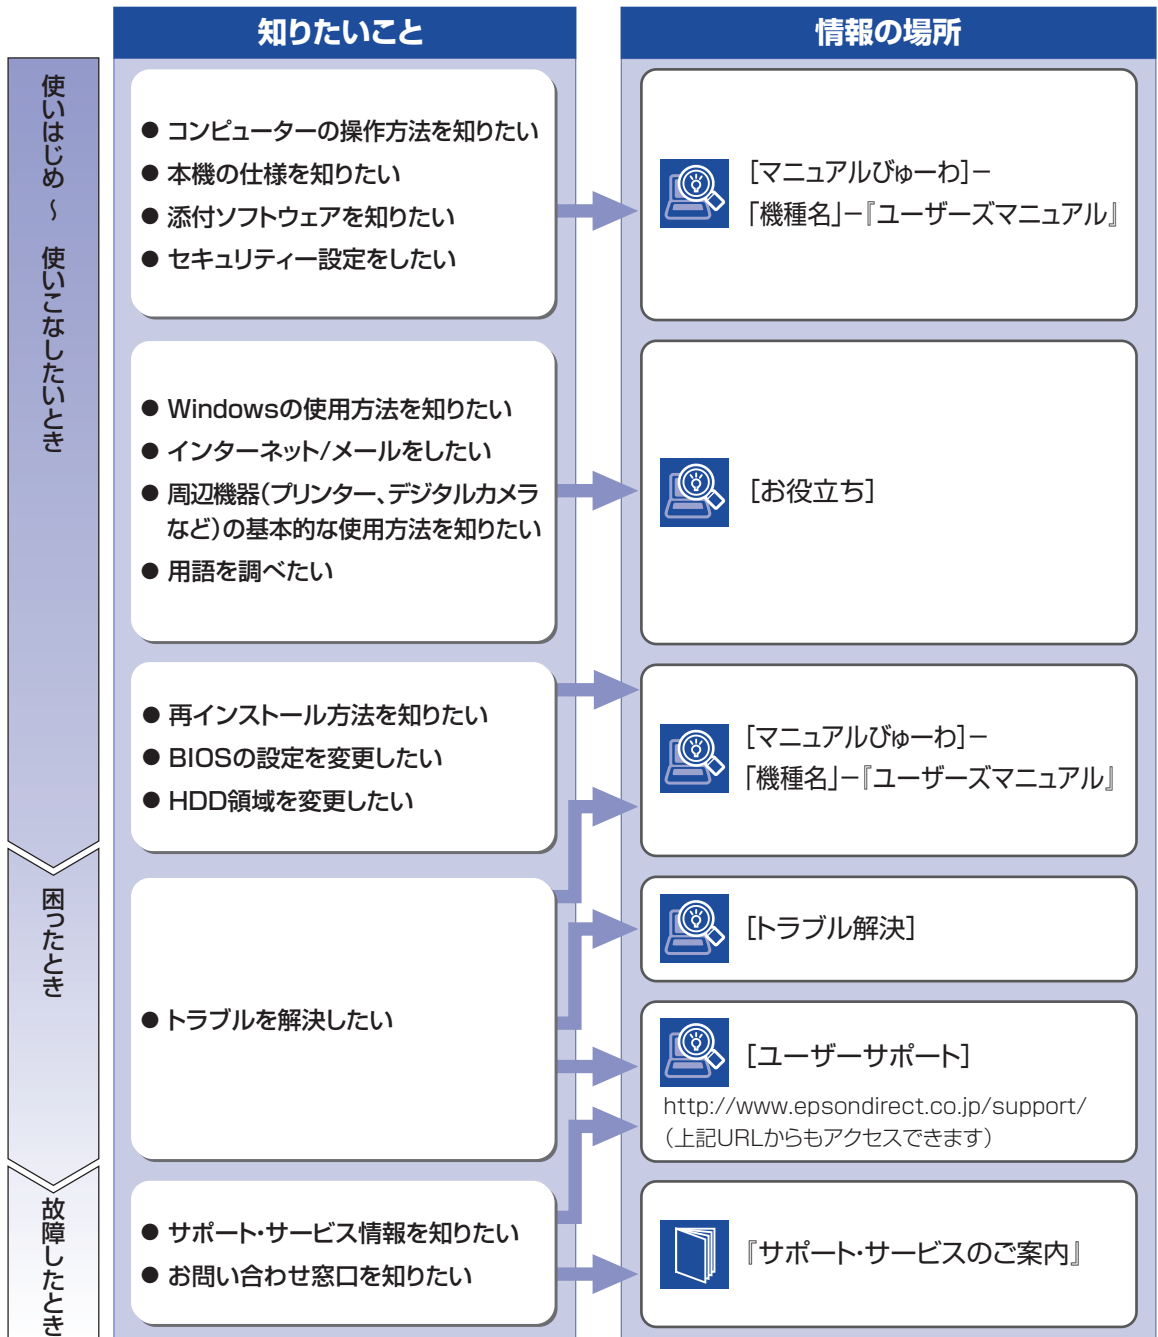 知りたいこと
情報の場所
使いはじめ ～ 使いこなしたいとき
● コンピューターの操作方法を知りたい
● 本機の仕様を知りたい
● 添付ソフトウェアを知りたい
● セキュリティー設定をしたい
［マニュアルびゅーわ］－
「機種名」－『ユーザーズマニュアル』
● Windowsの使用方法を知りたい
● インターネット/メールをしたい
● 周辺機器（プリンター、デジタルカメラ
など）の基本的な使用方法を知りたい
● 用語を調べたい
［お役立ち］
● 再インストール方法を知りたい
● BIOSの設定を変更したい
● HDD領域を変更したい
［マニュアルびゅーわ］－
「機種名」－『ユーザーズマニュアル』
困ったとき
● トラブルを解決したい
［トラブル解決］
［ユーザーサポート］
http://www.epsondirect.co.jp/support/
（上記URLからもアクセスできます）
故障したとき
● サポート・サービス情報を知りたい
● お問い合わせ窓口を知りたい
『サポート・サービスのご案内』